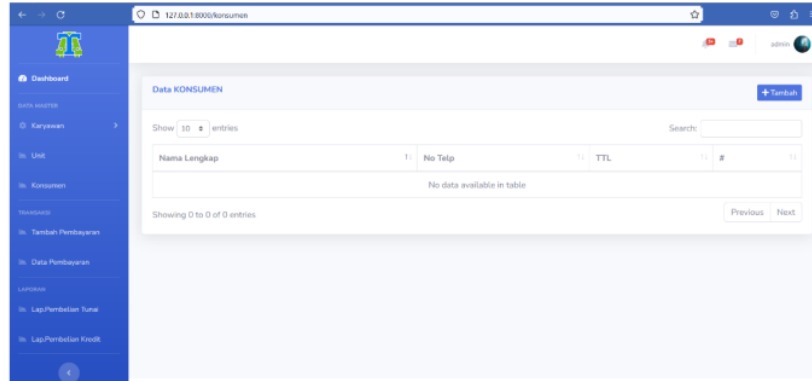 127.0.0.1:8000/konsumen
admin
Dashboard
DATA MASTER
Karyawan
Unit
Konsumen
TRANSAKSI
Tambah Pembayaran
Data Pembayaran
LAPORAN
Lap.Pembelian Tunai
Lap.Pembelian Kredit
Data KONSUMEN
+ Tambah
Show 10 entries
Search:
Nama Lengkap No Telp TTL #
No data available in table
Showing 0 to 0 of 0 entries
Previous Next